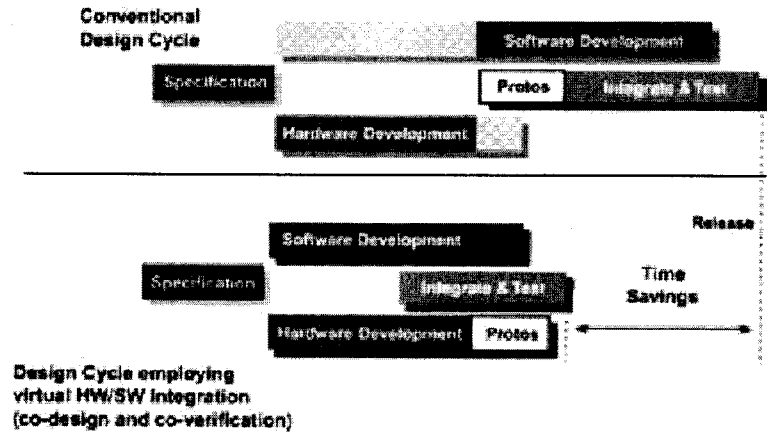 Conventional
Design Cycle
Software Development
Specification
Protos
Integrate & Test
Hardware Development
Release
Software Development
Specification
Integrate & Test
Time
Savings
Hardware Development
Protos
Design Cycle employing
virtual HW/SW Integration
(co-design and co-verification)